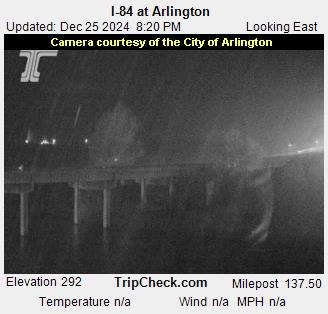 I-84 at Arlington
Updated: Dec 25 2024 8:20 PM Looking East
Camera courtesy of the City of Arlington
Elevation 292 TripCheck.com Milepost 137.50
Temperature n/a Wind n/a MPH n/a